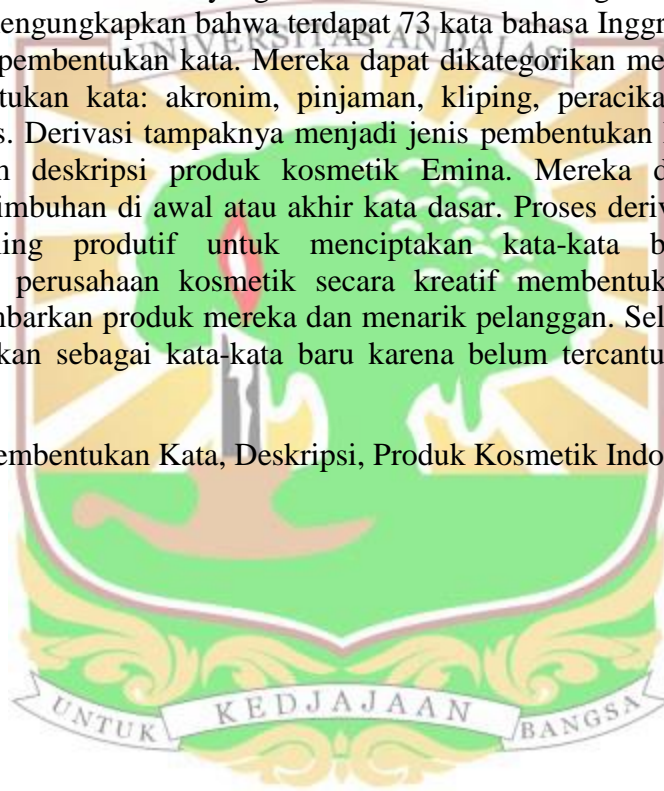 engungkapkan bahwa terdapat 73 kata bahasa Inggr
UNIVERSITAS ANDALAS
pembentukan kata. Mereka dapat dikategorikan me
tukan kata: akronim, pinjaman, kliping, peracika
s. Derivasi tampaknya menjadi jenis pembentukan
n deskripsi produk kosmetik Emina. Mereka d
imbuhan di awal atau akhir kata dasar. Proses deriv
ling produtif untuk menciptakan kata-kata b
perusahaan kosmetik secara kreatif membentuk
nbarkan produk mereka dan menarik pelanggan. Sel
kan sebagai kata-kata baru karena belum tercantu
embentukan Kata, Deskripsi, Produk Kosmetik Indo
UNTUK KEDJAJAAN BANGSA